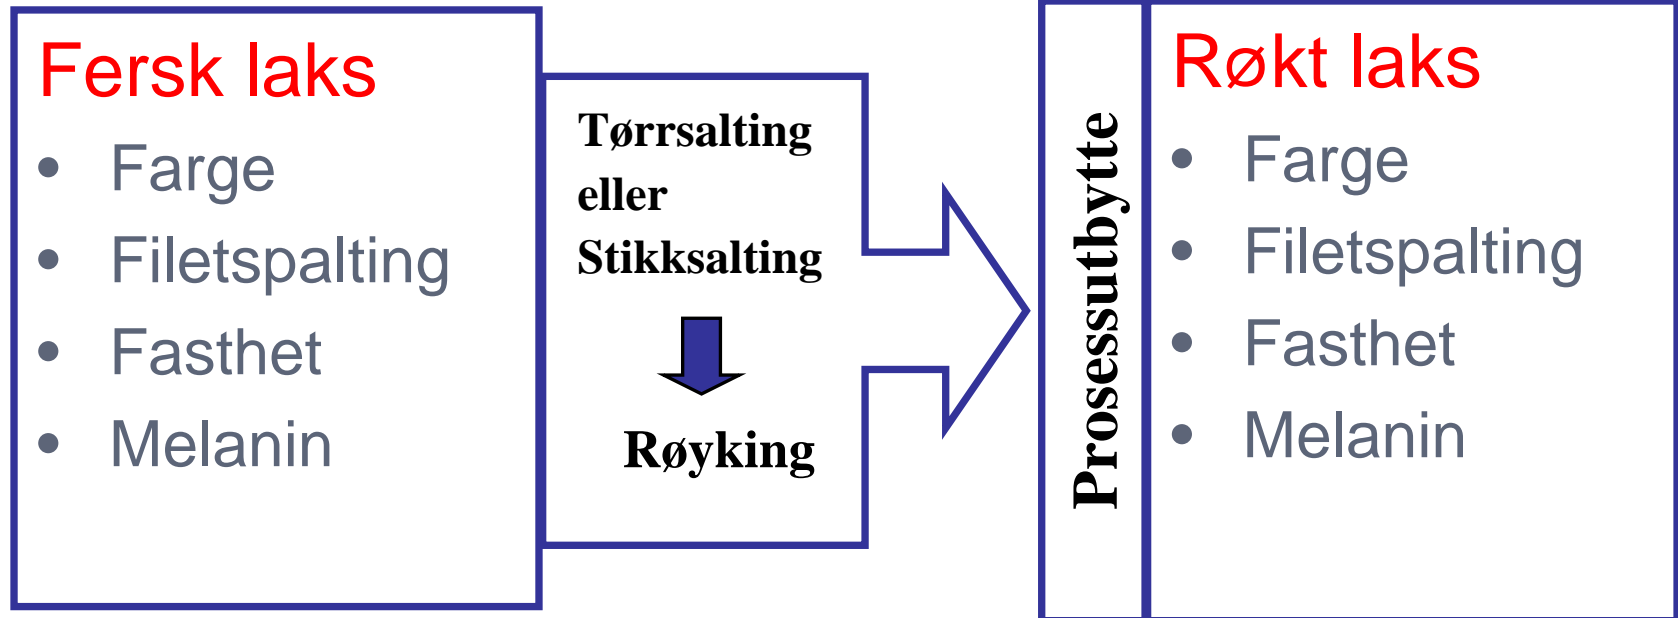 Fersk laks
• Farge
• Filetspalting
• Fasthet
• Melanin
Tørrsalting
eller
Stikksalting
Røyking
Prosessutbytte
Røkt laks
• Farge
• Filetspalting
• Fasthet
• Melanin